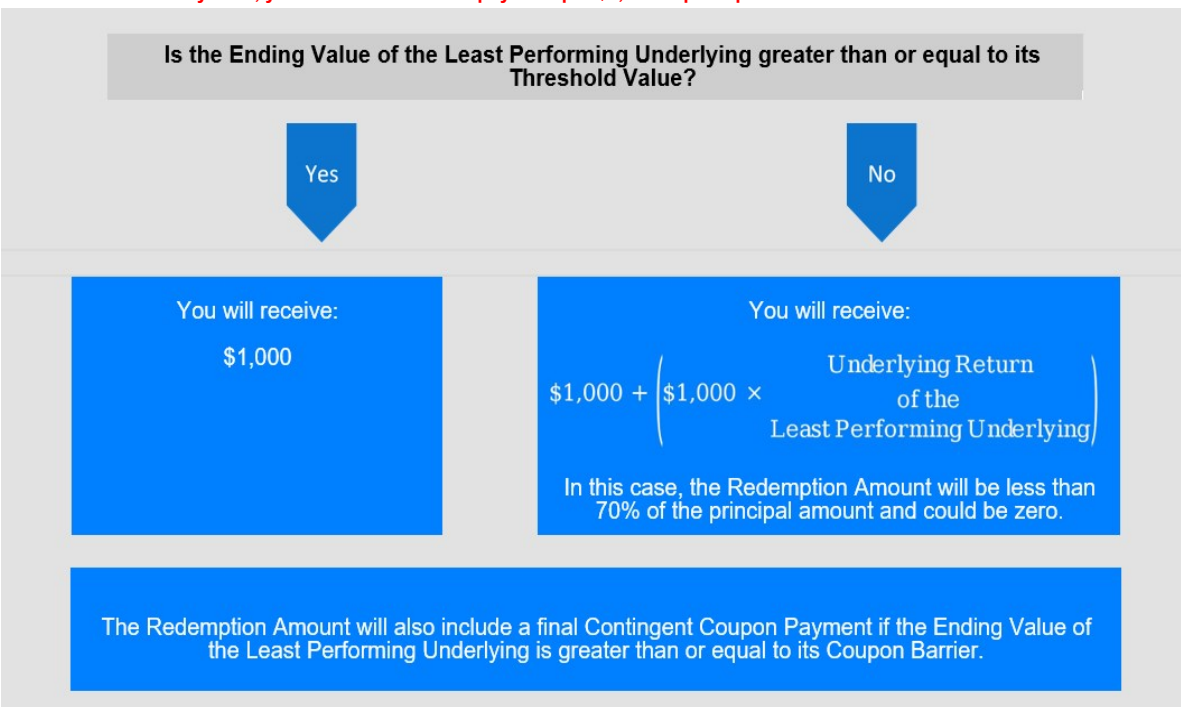 Is the Ending Value of the Least Performing Underlying greater than or equal to its
Threshold Value?
Yes
No
You will receive:
$1,000
You will receive:
$1,000 + ($1,000 × Underlying Return
of the
Least Performing Underlying)
In this case, the Redemption Amount will be less than
70% of the principal amount and could be zero.
The Redemption Amount will also include a final Contingent Coupon Payment if the Ending Value of
the Least Performing Underlying is greater than or equal to its Coupon Barrier.